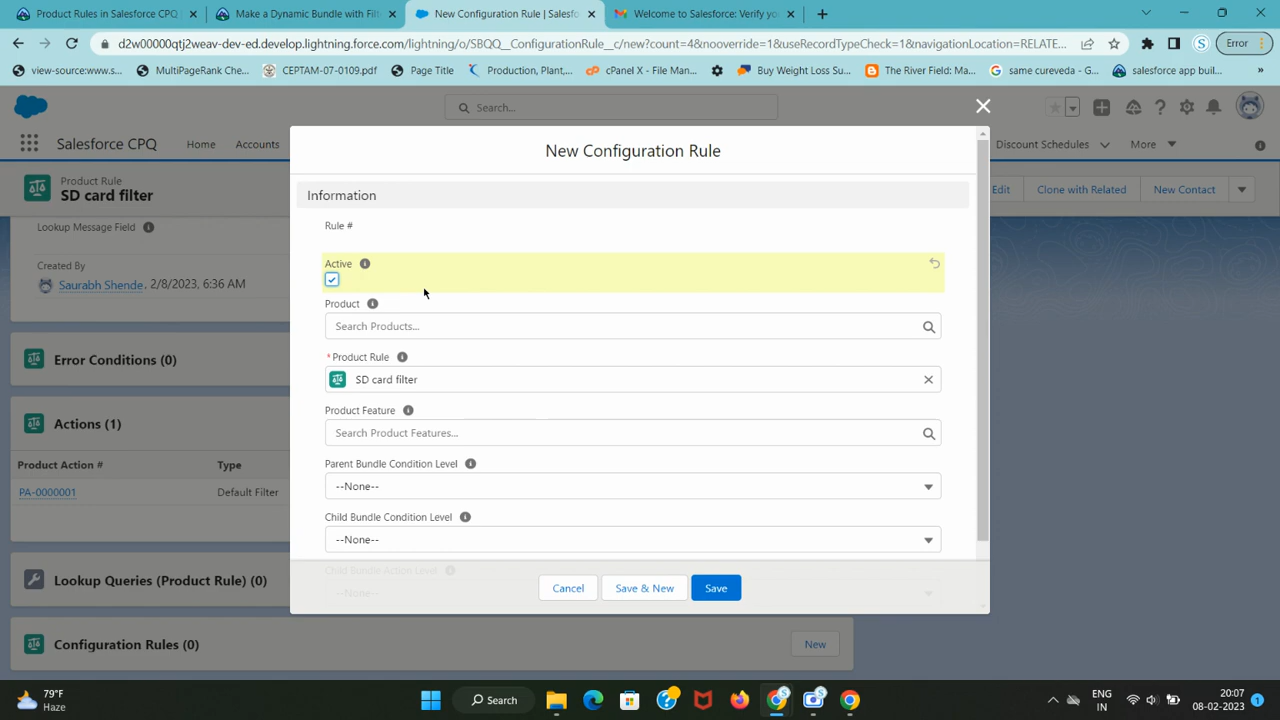 Product Rules in Salesforce CPQ
Make a Dynamic Bundle with Filt
New Configuration Rule | Salesfo
Welcome to Salesforce: Verify you
d2w00000qtj2weav-dev-ed.develop.lightning.force.com/lightning/o/SBQQ__ConfigurationRule__c/new?count=4&nooverride=1&useRecordTypeCheck=1&navigationLocation=RELATE...
Error
view-source:www.s...
MultiPageRank Che...
CEPTAM-07-0109.pdf
Page Title
Production, Plant,...
cPanel X - File Man...
Buy Weight Loss Su...
The River Field: Ma...
same cureveda - G...
salesforce app buil...
»
Search...
Salesforce CPQ
Home
Accounts
Discount Schedules
More
Product Rule
SD card filter
Edit
Clone with Related
New Contact
Lookup Message Field
Created By
Saurabh Shende, 2/8/2023, 6:36 AM
Error Conditions (0)
Actions (1)
Product Action #
Type
PA-0000001
Default Filter
Lookup Queries (Product Rule) (0)
Configuration Rules (0)
New
New Configuration Rule
Information
Rule #
Active
Product
Search Products...
*Product Rule
SD card filter
Product Feature
Search Product Features...
Parent Bundle Condition Level
--None--
Child Bundle Condition Level
--None--
Child Bundle Action Level
--None--
Cancel
Save & New
Save
79°F
Haze
Search
ENG
IN
20:07
08-02-2023
1